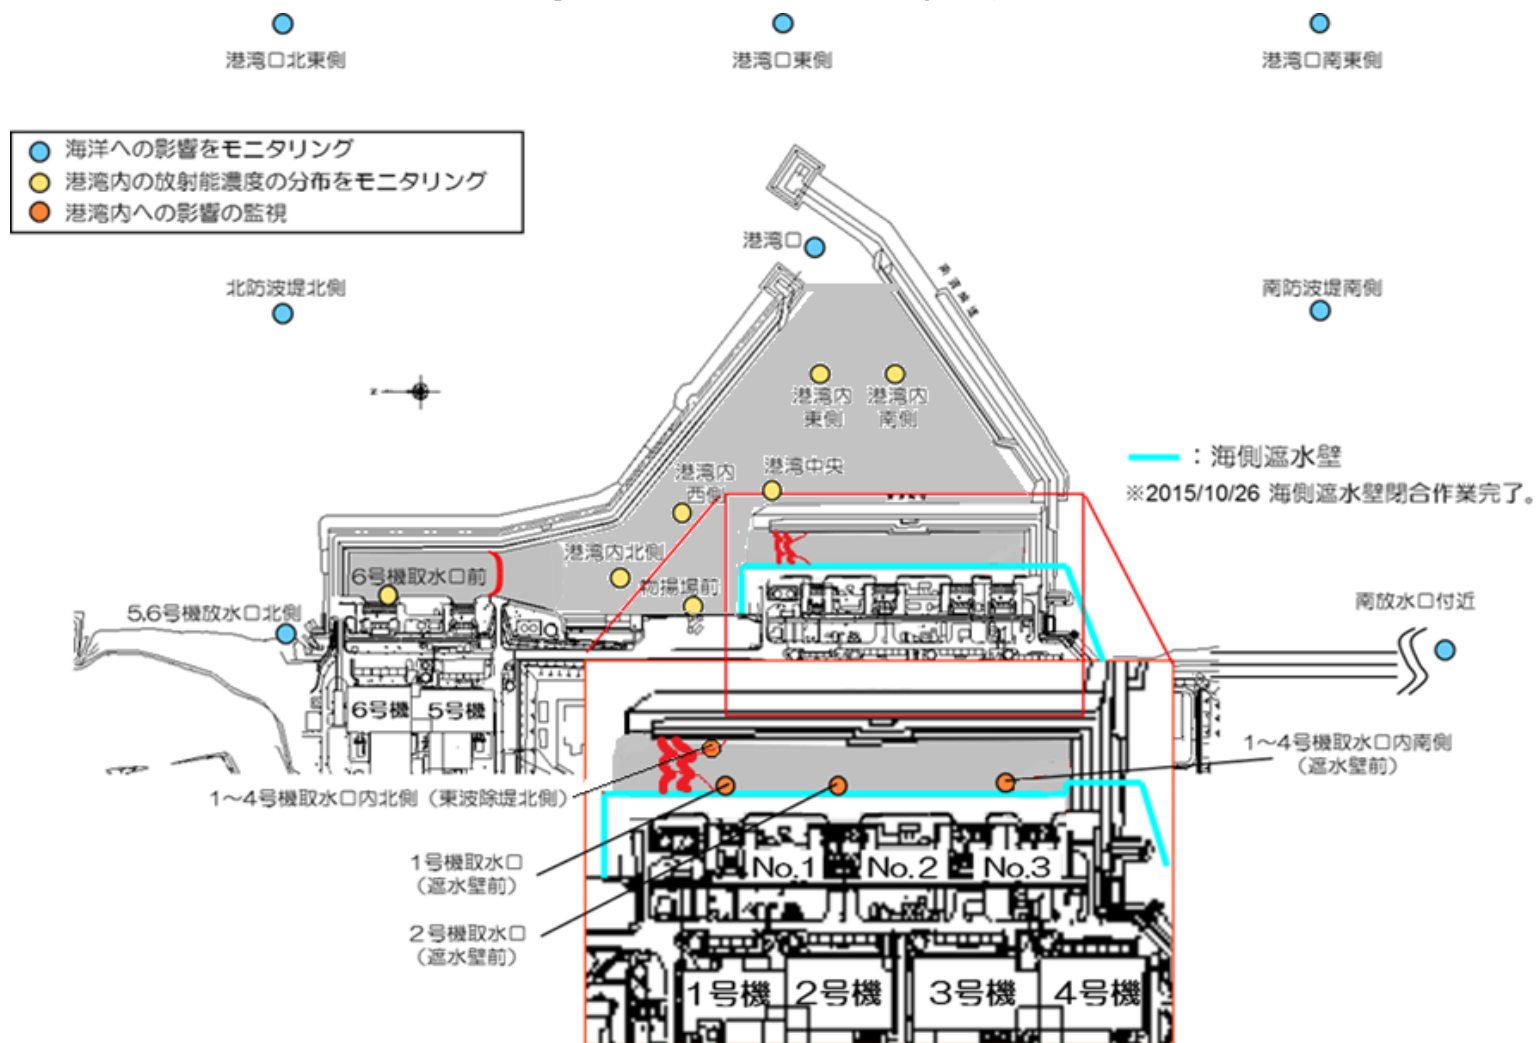 港湾口北東側
港湾口東側
港湾口南東側
海洋への影響をモニタリング
港湾内の放射能濃度の分布をモニタリング
港湾内への影響の監視
港湾口
北防波堤北側
南防波堤南側
南防波堤
N
港湾内
東側
港湾内
南側
港湾内
西側
港湾中央
：海側遮水壁
※2015/10/26 海側遮水壁閉合作業完了。
港湾内北側
物揚場前
6号機取水口前
5,6号機放水口北側
南放水口付近
6号機
5号機
1～4号機取水口内南側
（遮水壁前）
1～4号機取水口内北側（東波除堤北側）
1号機取水口
（遮水壁前）
2号機取水口
（遮水壁前）
No.1
No.2
No.3
1号機
2号機
3号機
4号機